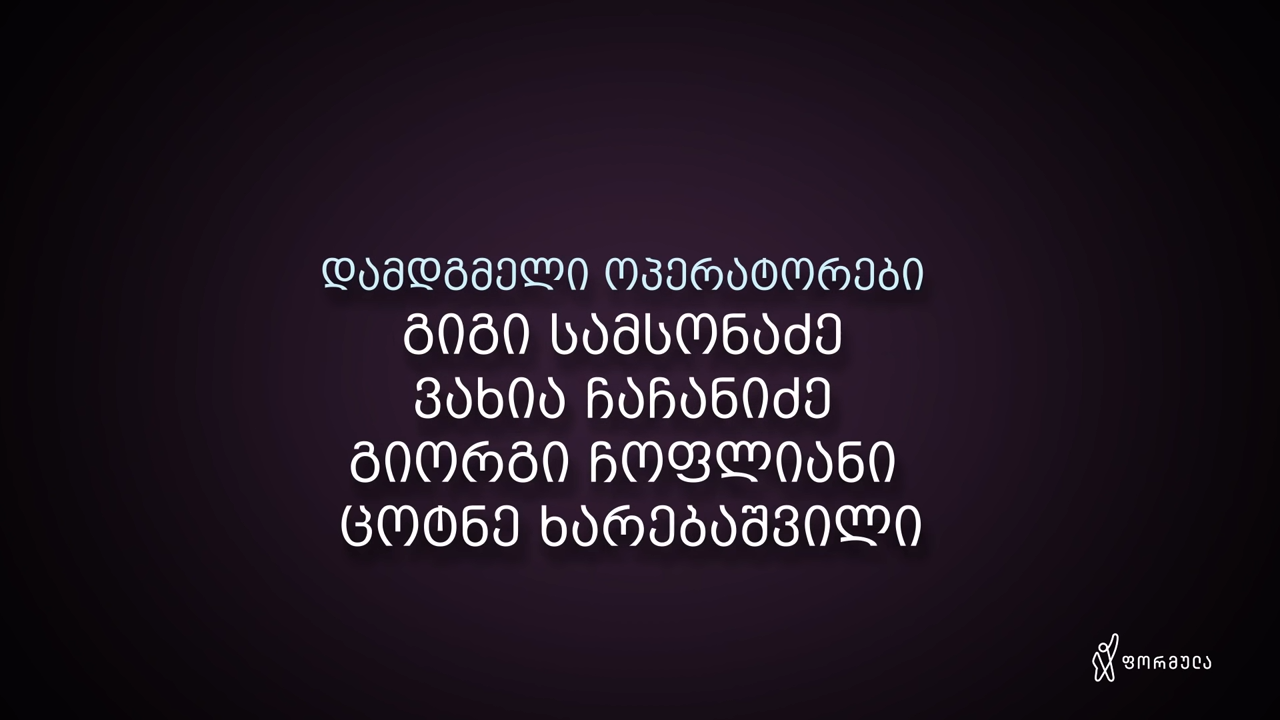 დამდგმელი ოპერატორები
გიგი სამსონაძე
ვახია ჩაჩანიძე
გიორგი ჩოფლიანი
ცოტნე ხარებაშვილი
ფორმულა